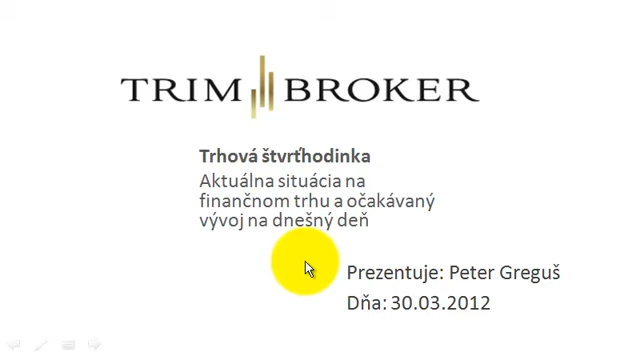 TRIM BROKER
Trhová štvrťhodinka
Aktuálna situácia na
finančnom trhu a očakávaný
vývoj na dnešný deň
Prezentuje: Peter Greguš
Dňa: 30.03.2012